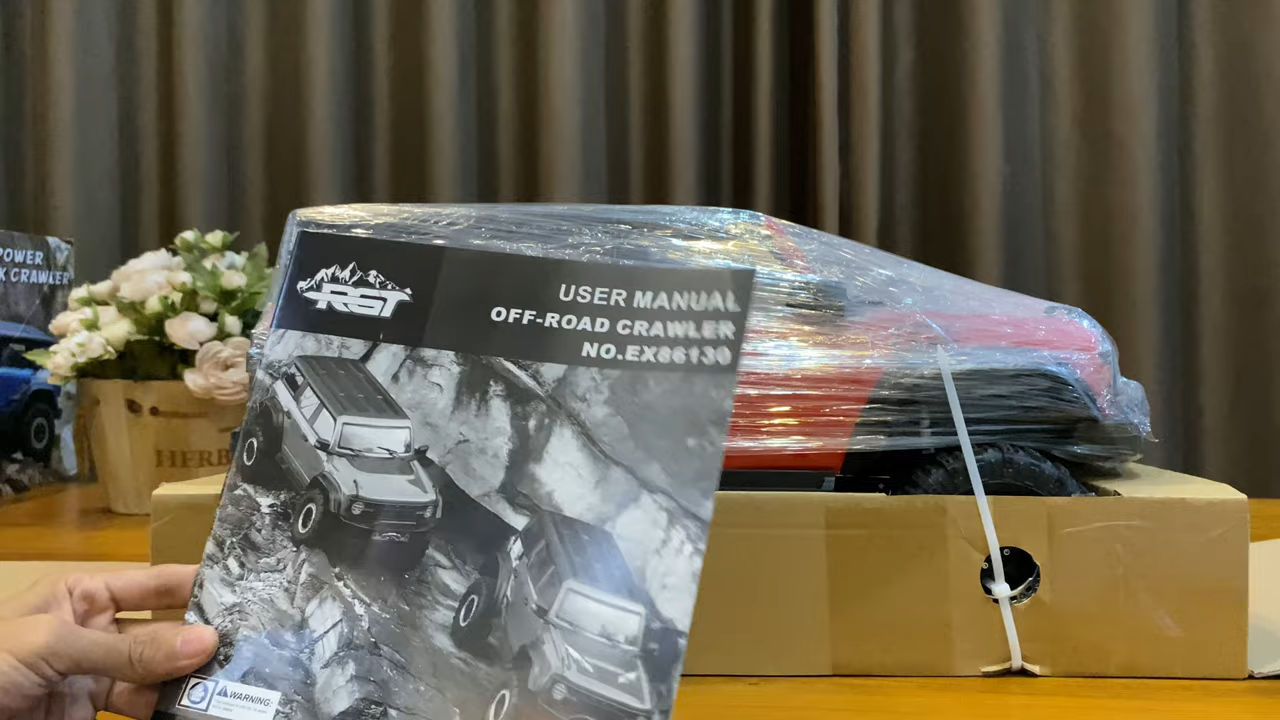 POWER
K CRAWLER
RGT
USER MANUAL
OFF-ROAD CRAWLER
NO.EX86130
HERB
WARNING: